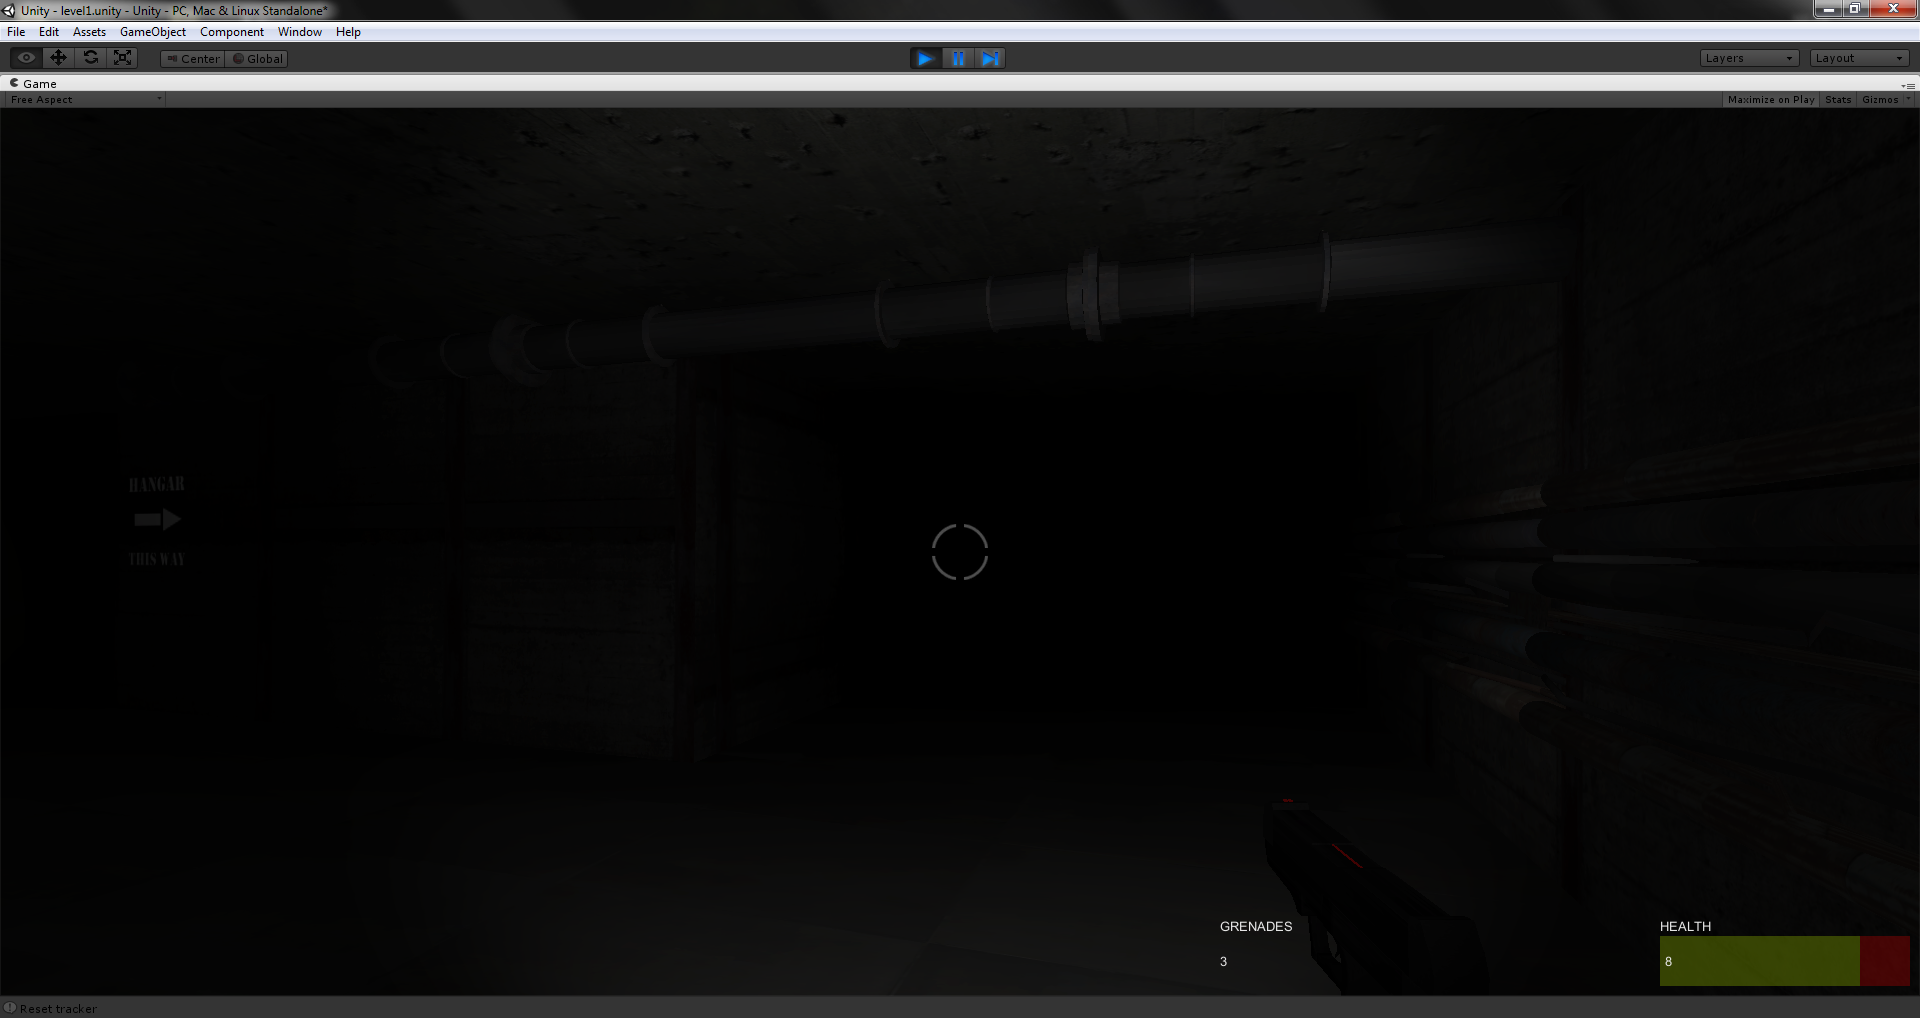 Unity - level1.unity - Unity - PC, Mac & Linux Standalone*
File Edit Assets GameObject Component Window Help
Center Global Layers Layout
Game
Free Aspect Maximize on Play Stats Gizmos
HANGAR
THIS WAY
GRENADES HEALTH
3 8
Reset tracker